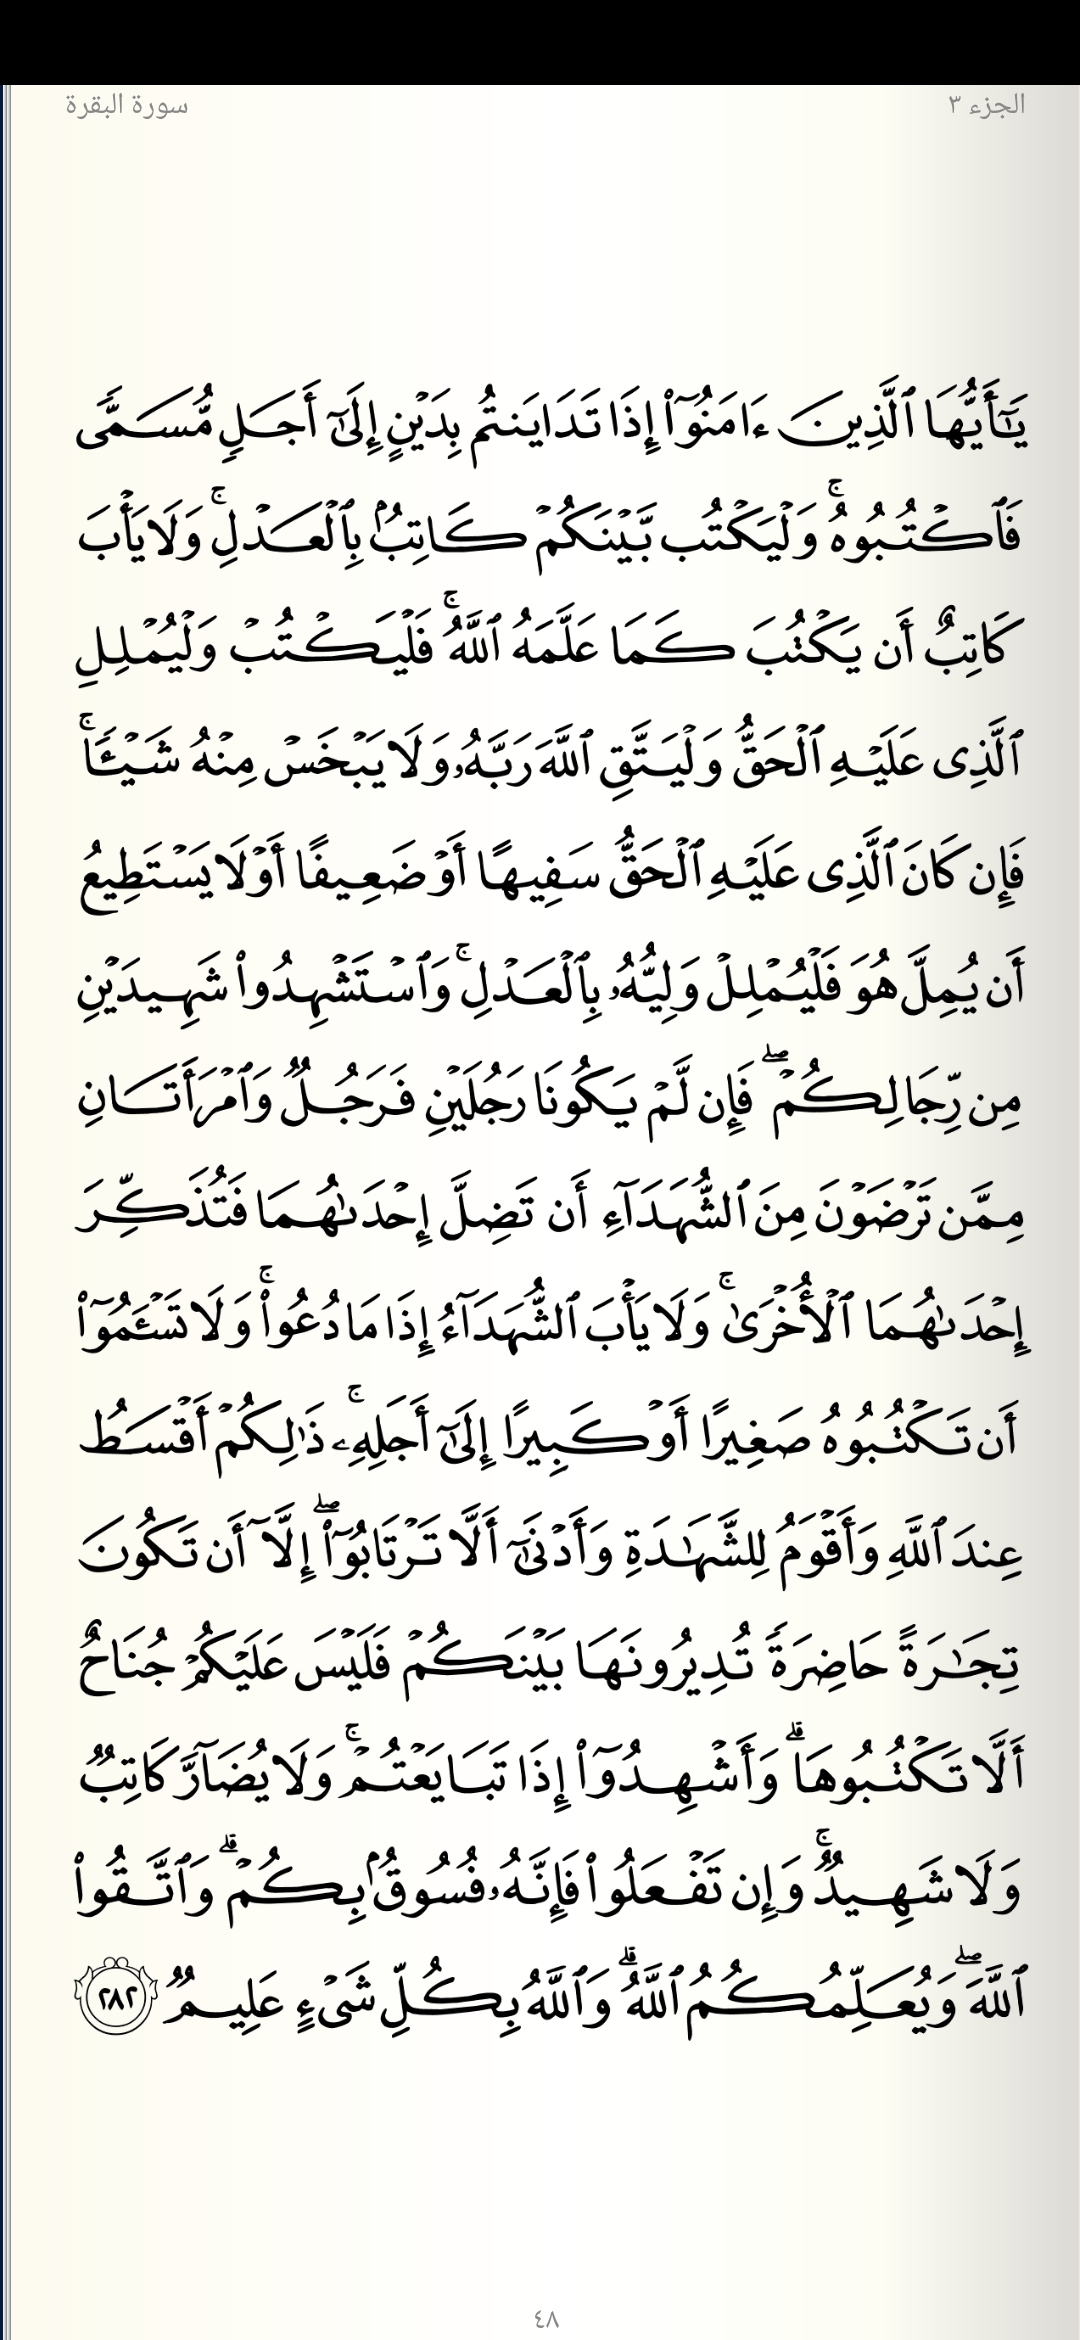 الجزء ٣
سورة البقرة
يَٰٓأَيُّهَا ٱلَّذِينَ ءَامَنُوٓا۟ إِذَا تَدَايَنتُم بِدَيْنٍ إِلَىٰٓ أَجَلٍ مُّسَمًّى
فَٱكْتُبُوهُ ۚ وَلْيَكْتُب بَّيْنَكُمْ كَاتِبٌۢ بِٱلْعَدْلِ ۚ وَلَا يَأْبَ
كَاتِبٌ أَن يَكْتُبَ كَمَا عَلَّمَهُ ٱللَّهُ ۚ فَلْيَكْتُبْ وَلْيُمْلِلِ
ٱلَّذِى عَلَيْهِ ٱلْحَقُّ وَلْيَتَّقِ ٱللَّهَ رَبَّهُۥ وَلَا يَبْخَسْ مِنْهُ شَيْـًٔا ۚ
فَإِن كَانَ ٱلَّذِى عَلَيْهِ ٱلْحَقُّ سَفِيهًا أَوْ ضَعِيفًا أَوْ لَا يَسْتَطِيعُ
أَن يُمِلَّ هُوَ فَلْيُمْلِلْ وَلِيُّهُۥ بِٱلْعَدْلِ ۚ وَٱسْتَشْهِدُوا۟ شَهِيدَيْنِ
مِن رِّجَالِكُمْ ۖ فَإِن لَّمْ يَكُونَا رَجُلَيْنِ فَرَجُلٌ وَٱمْرَأَتَانِ
مِمَّن تَرْضَوْنَ مِنَ ٱلشُّهَدَآءِ أَن تَضِلَّ إِحْدَىٰهُمَا فَتُذَكِّرَ
إِحْدَىٰهُمَا ٱلْأُخْرَىٰ ۚ وَلَا يَأْبَ ٱلشُّهَدَآءُ إِذَا مَا دُعُوا۟ ۚ وَلَا تَسْـَٔمُوٓا۟
أَن تَكْتُبُوهُ صَغِيرًا أَوْ كَبِيرًا إِلَىٰٓ أَجَلِهِۦ ۚ ذَٰلِكُمْ أَقْسَطُ
عِندَ ٱللَّهِ وَأَقْوَمُ لِلشَّهَٰدَةِ وَأَدْنَىٰٓ أَلَّا تَرْتَابُوٓا۟ ۖ إِلَّآ أَن تَكُونَ
تِجَٰرَةً حَاضِرَةً تُدِيرُونَهَا بَيْنَكُمْ فَلَيْسَ عَلَيْكُمْ جُنَاحٌ
أَلَّا تَكْتُبُوهَا ۗ وَأَشْهِدُوٓا۟ إِذَا تَبَايَعْتُمْ ۚ وَلَا يُضَآرَّ كَاتِبٌ
وَلَا شَهِيدٌ ۚ وَإِن تَفْعَلُوا۟ فَإِنَّهُۥ فُسُوقٌۢ بِكُمْ ۗ وَٱتَّقُوا۟
ٱللَّهَ ۖ وَيُعَلِّمُكُمُ ٱللَّهُ ۗ وَٱللَّهُ بِكُلِّ شَىْءٍ عَلِيمٌ ٢٨٢
٤٨